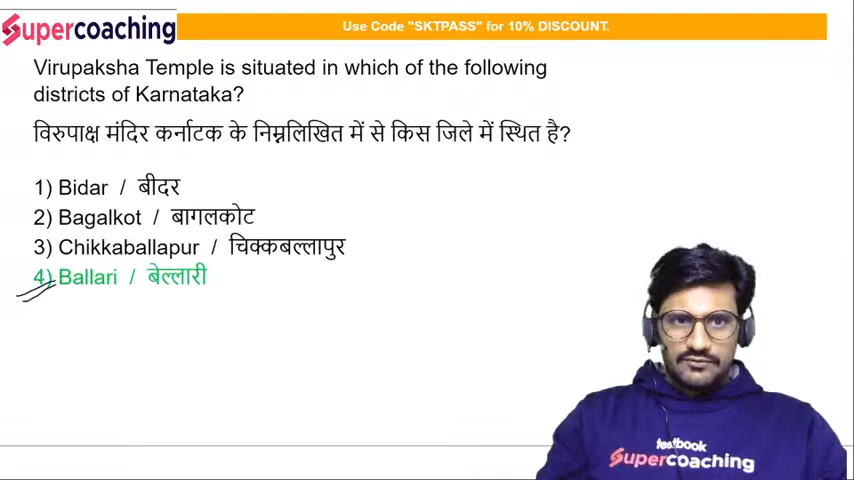 Supercoaching
Use Code "SKTPASS" for 10% DISCOUNT.
Virupaksha Temple is situated in which of the following
districts of Karnataka?
विरुपाक्ष मंदिर कर्नाटक के निम्नलिखित में से किस जिले में स्थित है?
1) Bidar / बीदर
2) Bagalkot / बागलकोट
3) Chikkaballapur / चिक्कबल्लापुर
4) Ballari / बेल्लारी
testbook
Supercoaching